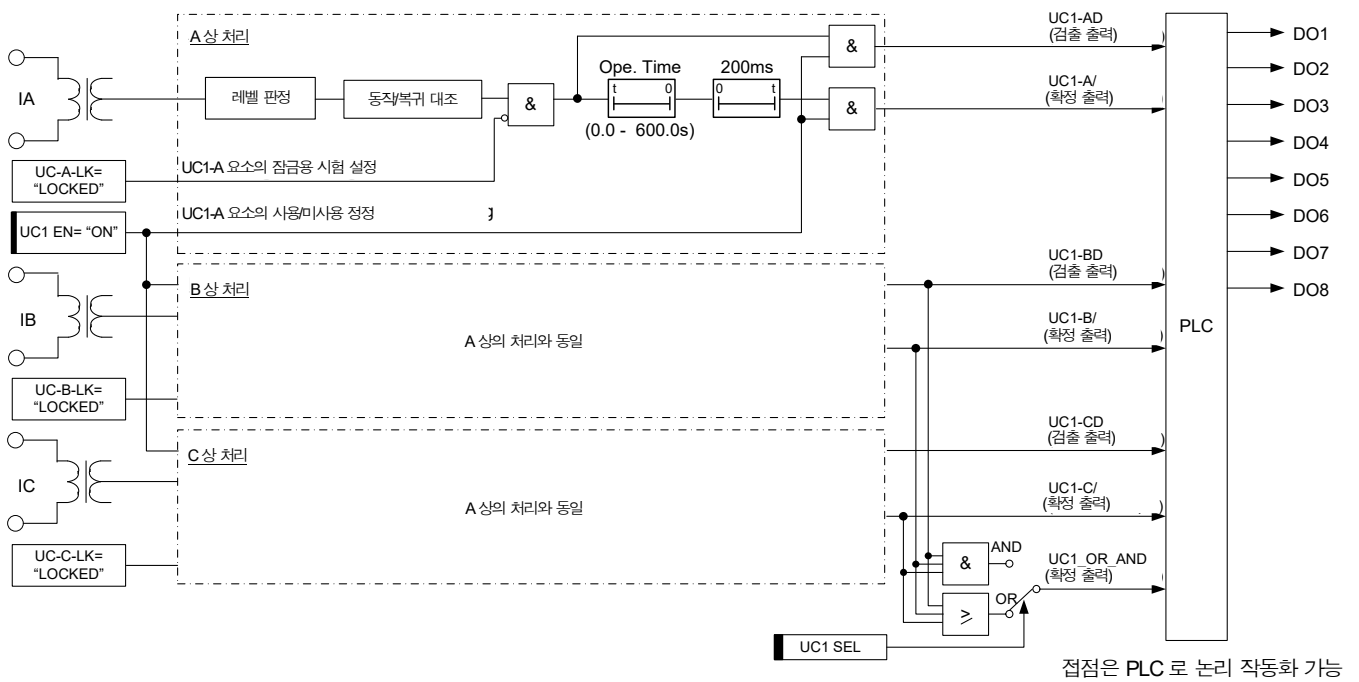 A 상 처리
IA
레벨 판정
동작/복귀 대조
&
Ope. Time
t 0
(0.0 - 600.0s)
200ms
0 t
&
&
UC1-AD
(검출 출력)
UC1-A/
(확정 출력)
UC-A-LK=
“LOCKED”
UC1-A 요소의 잠금용 시험 설정
UC1 EN= “ON”
UC1-A 요소의 사용/미사용 정정
IB
B 상 처리
A 상의 처리와 동일
UC-B-LK=
“LOCKED”
UC1-BD
(검출 출력)
UC1-B/
(확정 출력)
IC
C 상 처리
A 상의 처리와 동일
UC-C-LK=
“LOCKED”
UC1-CD
(검출 출력)
UC1-C/
(확정 출력)
&
AND
≥
OR
UC1_OR_AND
(확정 출력)
UC1 SEL
PLC
DO1
DO2
DO3
DO4
DO5
DO6
DO7
DO8
접점은 PLC 로 논리 작동화 가능